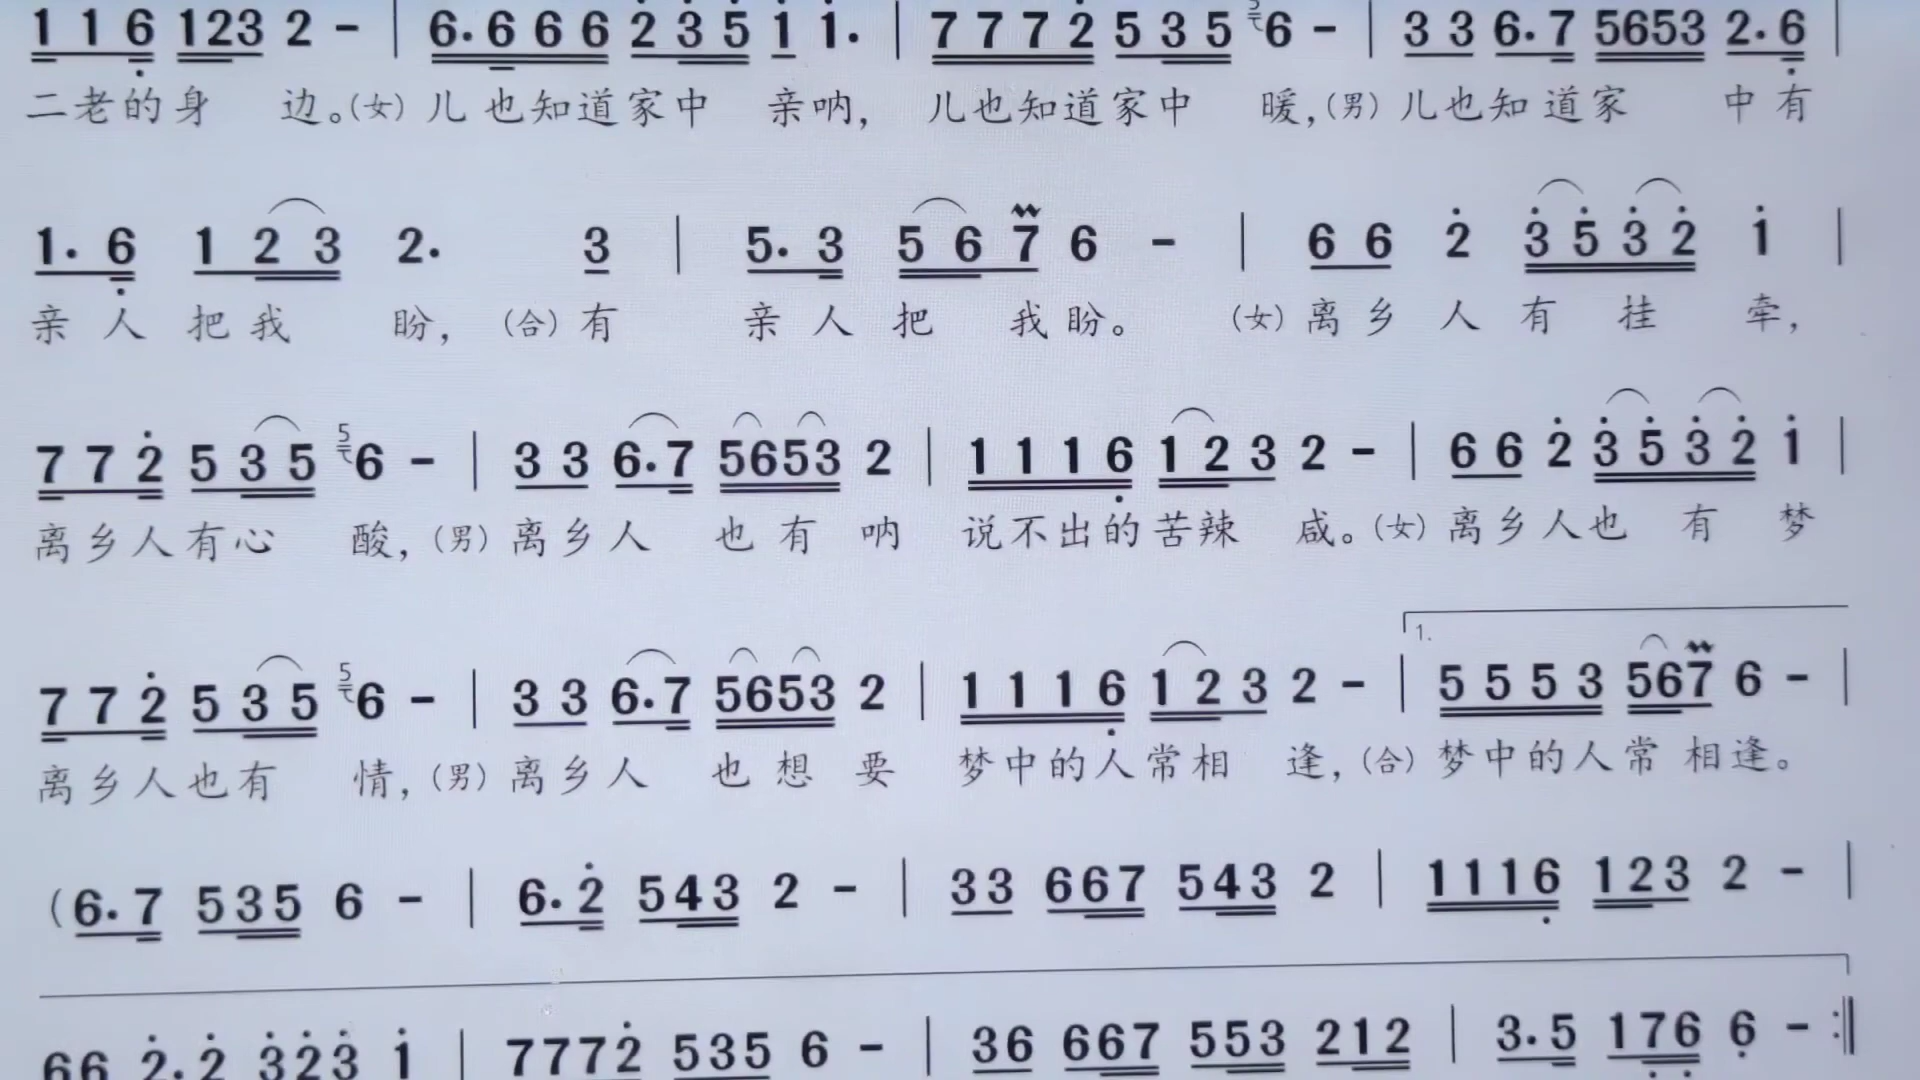 1 1 6 123 2 - | 6. 6 6 6 2 3 5 1 1. | 7 7 7 2 5 3 5 5 6 - | 3 3 6. 7 5653 2. 6 |
二老的身 边。(女) 儿也知道家中 亲呐, 儿也知道家中 暖,(男) 儿也知道家 中有
1. 6 1 2 3 2. 3 | 5. 3 5 6 7 6 - | 6 6 2 3 5 3 2 1 |
亲人把我 盼, (合) 有 亲人把 我盼。 (女) 离乡人有挂 牵,
7 7 2 5 3 5 5 6 - | 3 3 6. 7 5653 2 | 1 1 1 6 1 2 3 2 - | 6 6 2 3 5 3 2 1 |
离乡人有心 酸,(男) 离乡人 也有呐 说不出的苦辣 咸。(女) 离乡人也 有 梦
7 7 2 5 3 5 5 6 - | 3 3 6. 7 5653 2 | 1 1 1 6 1 2 3 2 - | 1. 5 5 5 3 567 6 - |
离乡人也有 情,(男) 离乡人 也想要 梦中的人常相 逢,(合) 梦中的人常 相逢。
(6. 7 535 6 - | 6. 2 543 2 - | 33 667 543 2 | 1116 123 2 - |
66 2. 2 323 1 | 7772 535 6 - | 36 667 553 212 | 3. 5 176 6 - :||